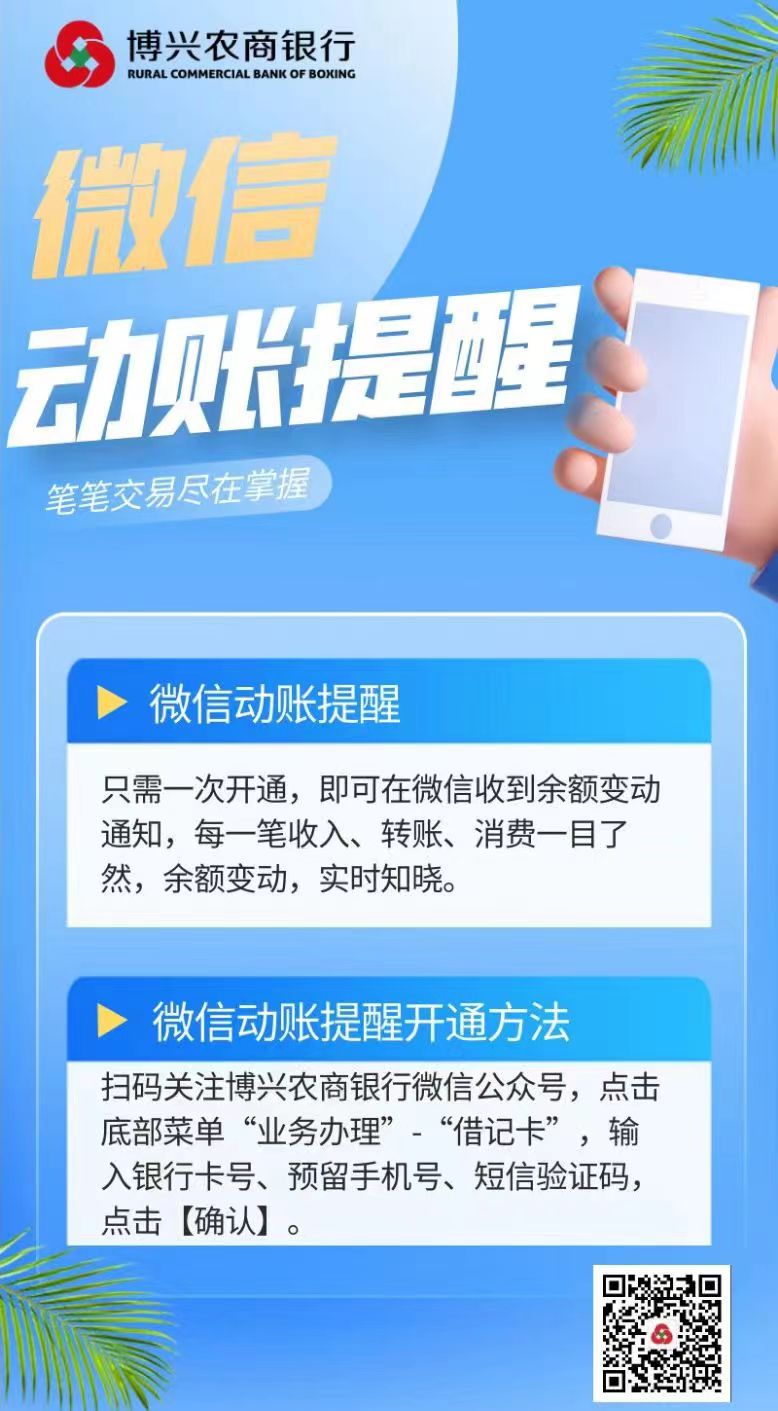 博兴农商银行
RURAL COMMERCIAL BANK OF BOXING
微信
动账提醒
笔笔交易尽在掌握
微信动账提醒
只需一次开通，即可在微信收到余额变动
通知，每一笔收入、转账、消费一目了
然，余额变动，实时知晓。
微信动账提醒开通方法
扫码关注博兴农商银行微信公众号，点击
底部菜单“业务办理”-“借记卡”，输
入银行卡号、预留手机号、短信验证码，
点击【确认】。